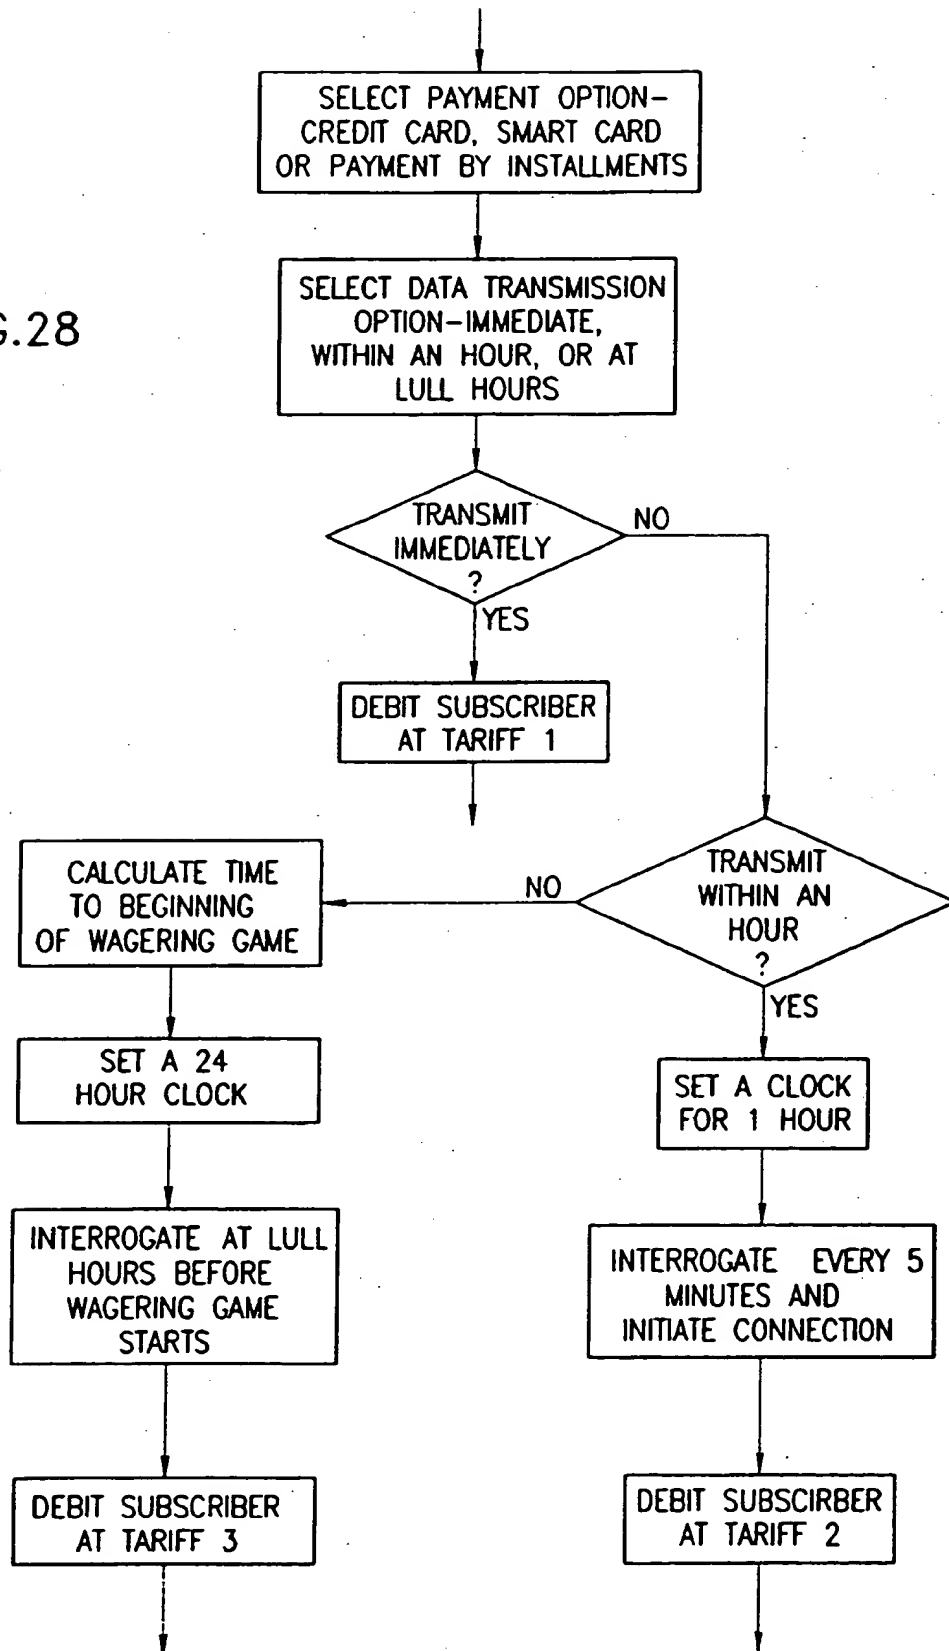 SELECT PAYMENT OPTION-
CREDIT CARD, SMART CARD
OR PAYMENT BY INSTALLMENTS
SELECT DATA TRANSMISSION
OPTION-IMMEDIATE,
WITHIN AN HOUR, OR AT
LULL HOURS
G.28
TRANSMIT
IMMEDIATELY
?
NO
YES
DEBIT SUBSCRIBER
AT TARIFF 1
TRANSMIT
WITHIN AN
HOUR
?
NO
YES
CALCULATE TIME
TO BEGINNING
OF WAGERING GAME
SET A 24
HOUR CLOCK
SET A CLOCK
FOR 1 HOUR
INTERROGATE AT LULL
HOURS BEFORE
WAGERING GAME
STARTS
INTERROGATE EVERY 5
MINUTES AND
INITIATE CONNECTION
DEBIT SUBSCRIBER
AT TARIFF 3
DEBIT SUBSCIRBER
AT TARIFF 2